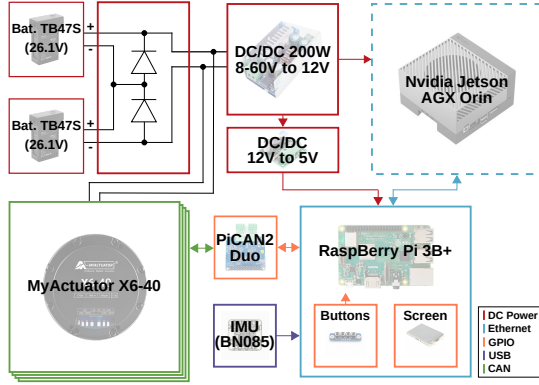 Bat. TB47S
(26.1V)
+
-
Bat. TB47S
(26.1V)
+
-
DC/DC 200W
8-60V to 12V
DC/DC
12V to 5V
Nvidia Jetson
AGX Orin
MyActuator X6-40
PiCAN2
Duo
RaspBerry Pi 3B+
IMU
(BN085)
Buttons
Screen
DC Power
Ethernet
GPIO
USB
CAN